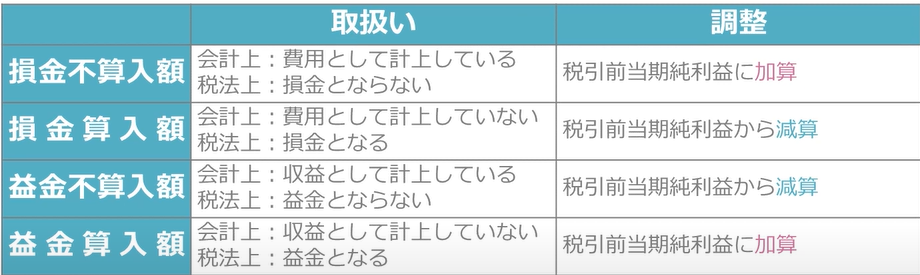 取扱い
調整
損金不算入額
会計上：費用として計上している
税法上：損金とならない
税引前当期純利益に加算
損金算入額
会計上：費用として計上していない
税法上：損金となる
税引前当期純利益から減算
益金不算入額
会計上：収益として計上している
税法上：益金とならない
税引前当期純利益から減算
益金算入額
会計上：収益として計上していない
税法上：益金となる
税引前当期純利益に加算